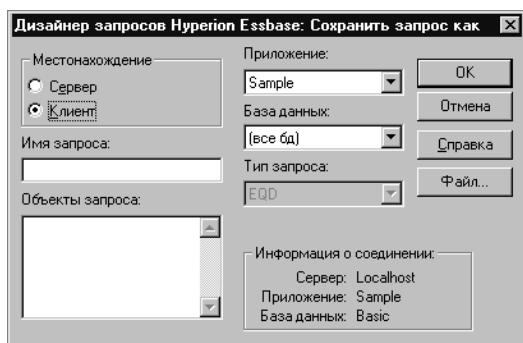 Дизайнер запросов Hyperion Essbase: Сохранить запрос как
Местонахождение
Сервер
Клиент
Имя запроса:
Объекты запроса:
Приложение:
Sample
База данных:
(все бд)
Тип запроса:
EQD
OK
Отмена
Справка
Файл...
Информация о соединении:
Сервер: Localhost
Приложение: Sample
База данных: Basic